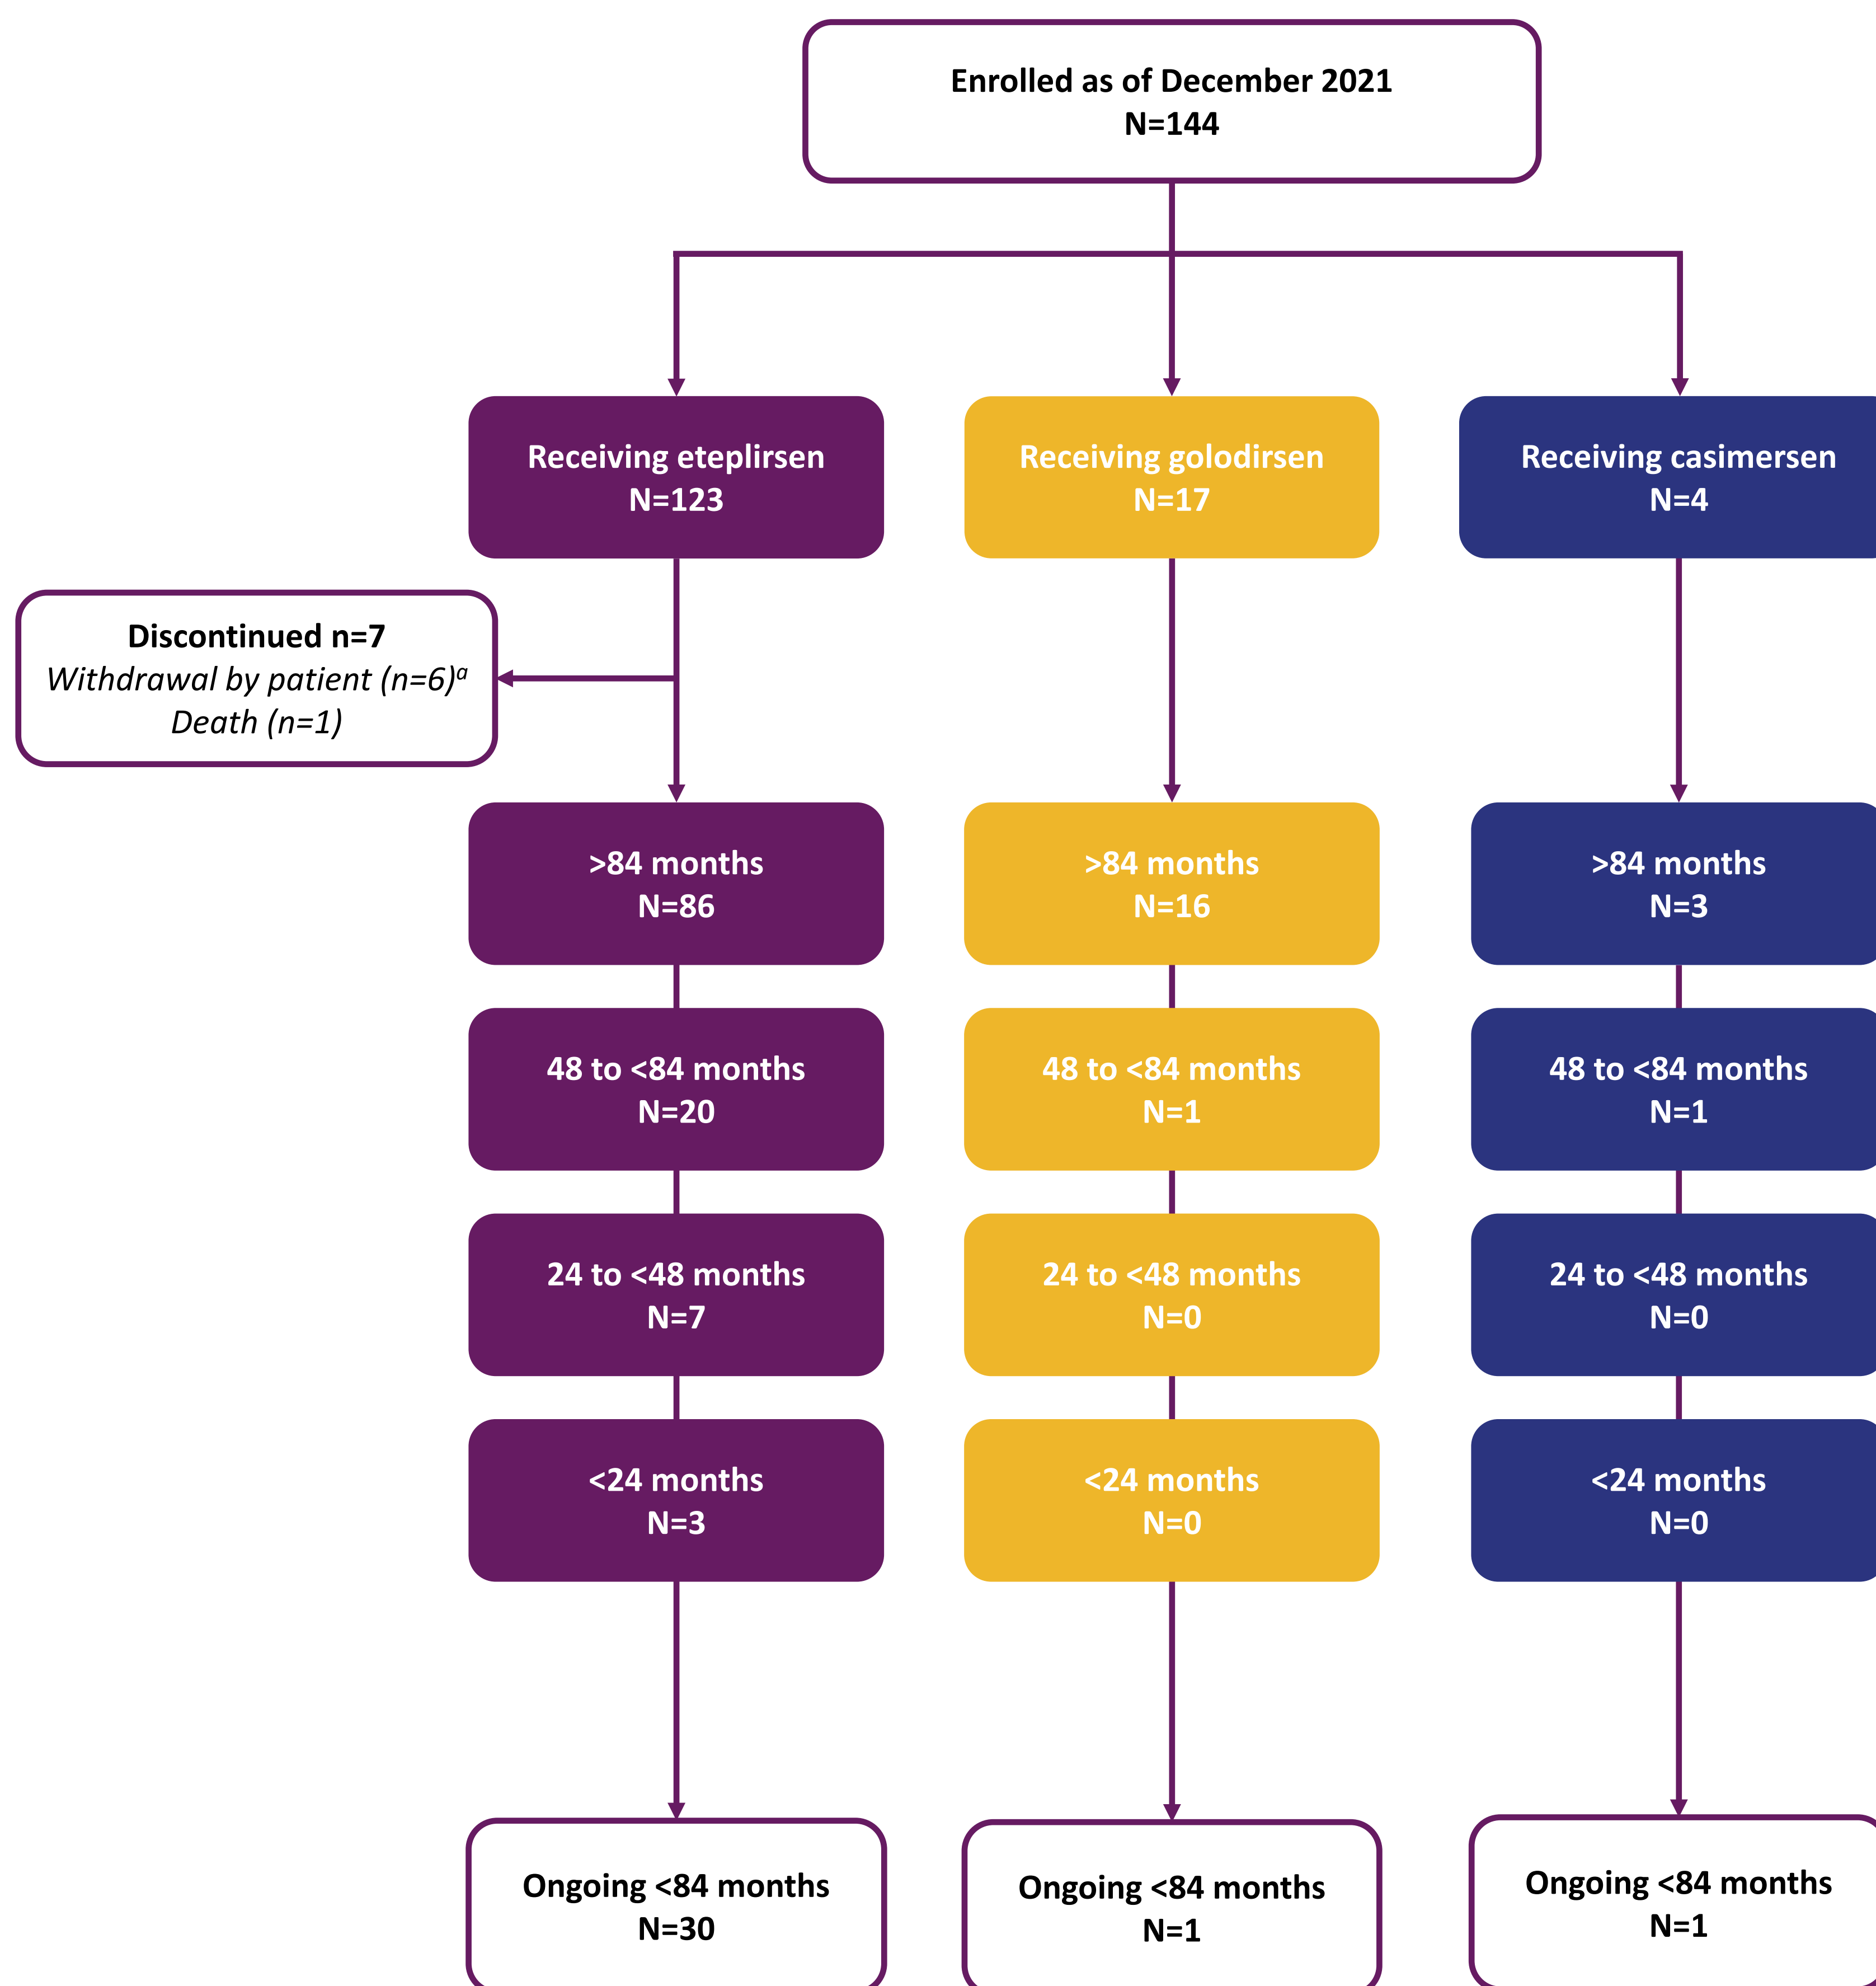 Enrolled as of December 2021
N=144
Receiving eteplirsen
N=123
Receiving golodirsen
N=17
Receiving casimersen
N=4
Discontinued n=7
Withdrawal by patient (n=6)ᵃ
Death (n=1)
>84 months
N=86
>84 months
N=16
>84 months
N=3
48 to <84 months
N=20
48 to <84 months
N=1
48 to <84 months
N=1
24 to <48 months
N=7
24 to <48 months
N=0
24 to <48 months
N=0
<24 months
N=3
<24 months
N=0
<24 months
N=0
Ongoing <84 months
N=30
Ongoing <84 months
N=1
Ongoing <84 months
N=1